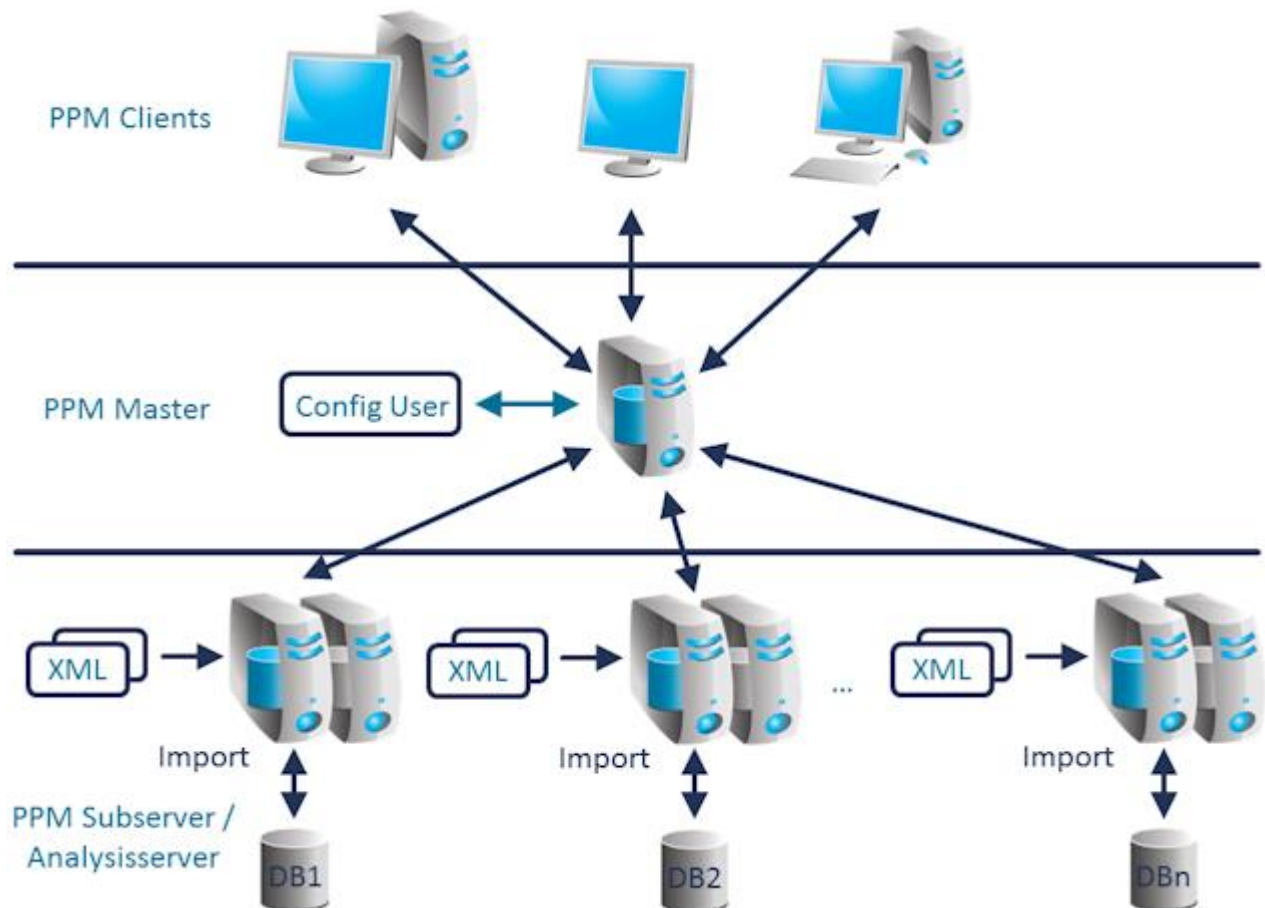 PPM Clients
PPM Master
Config User
XML
XML
...
XML
Import
Import
Import
PPM Subserver /
Analysisserver
DB1
DB2
DBn